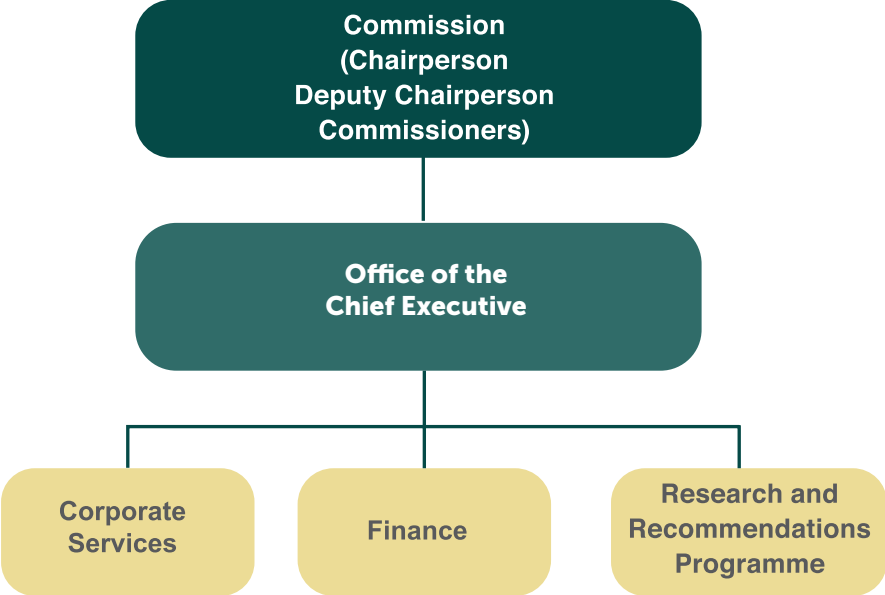 Commission
(Chairperson
Deputy Chairperson
Commissioners)
Office of the
Chief Executive
Corporate
Services
Finance
Research and
Recommendations
Programme